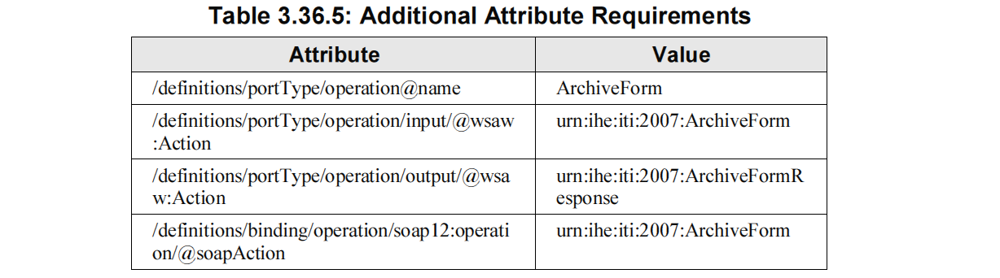 Table 3.36.5: Additional Attribute Requirements
Attribute Value
/definitions/portType/operation@name ArchiveForm
/definitions/portType/operation/input/@wsaw urn:ihe:iti:2007:ArchiveForm
:Action
/definitions/portType/operation/output/@wsa urn:ihe:iti:2007:ArchiveFormR
w:Action esponse
/definitions/binding/operation/soap12:operati urn:ihe:iti:2007:ArchiveForm
on/@soapAction